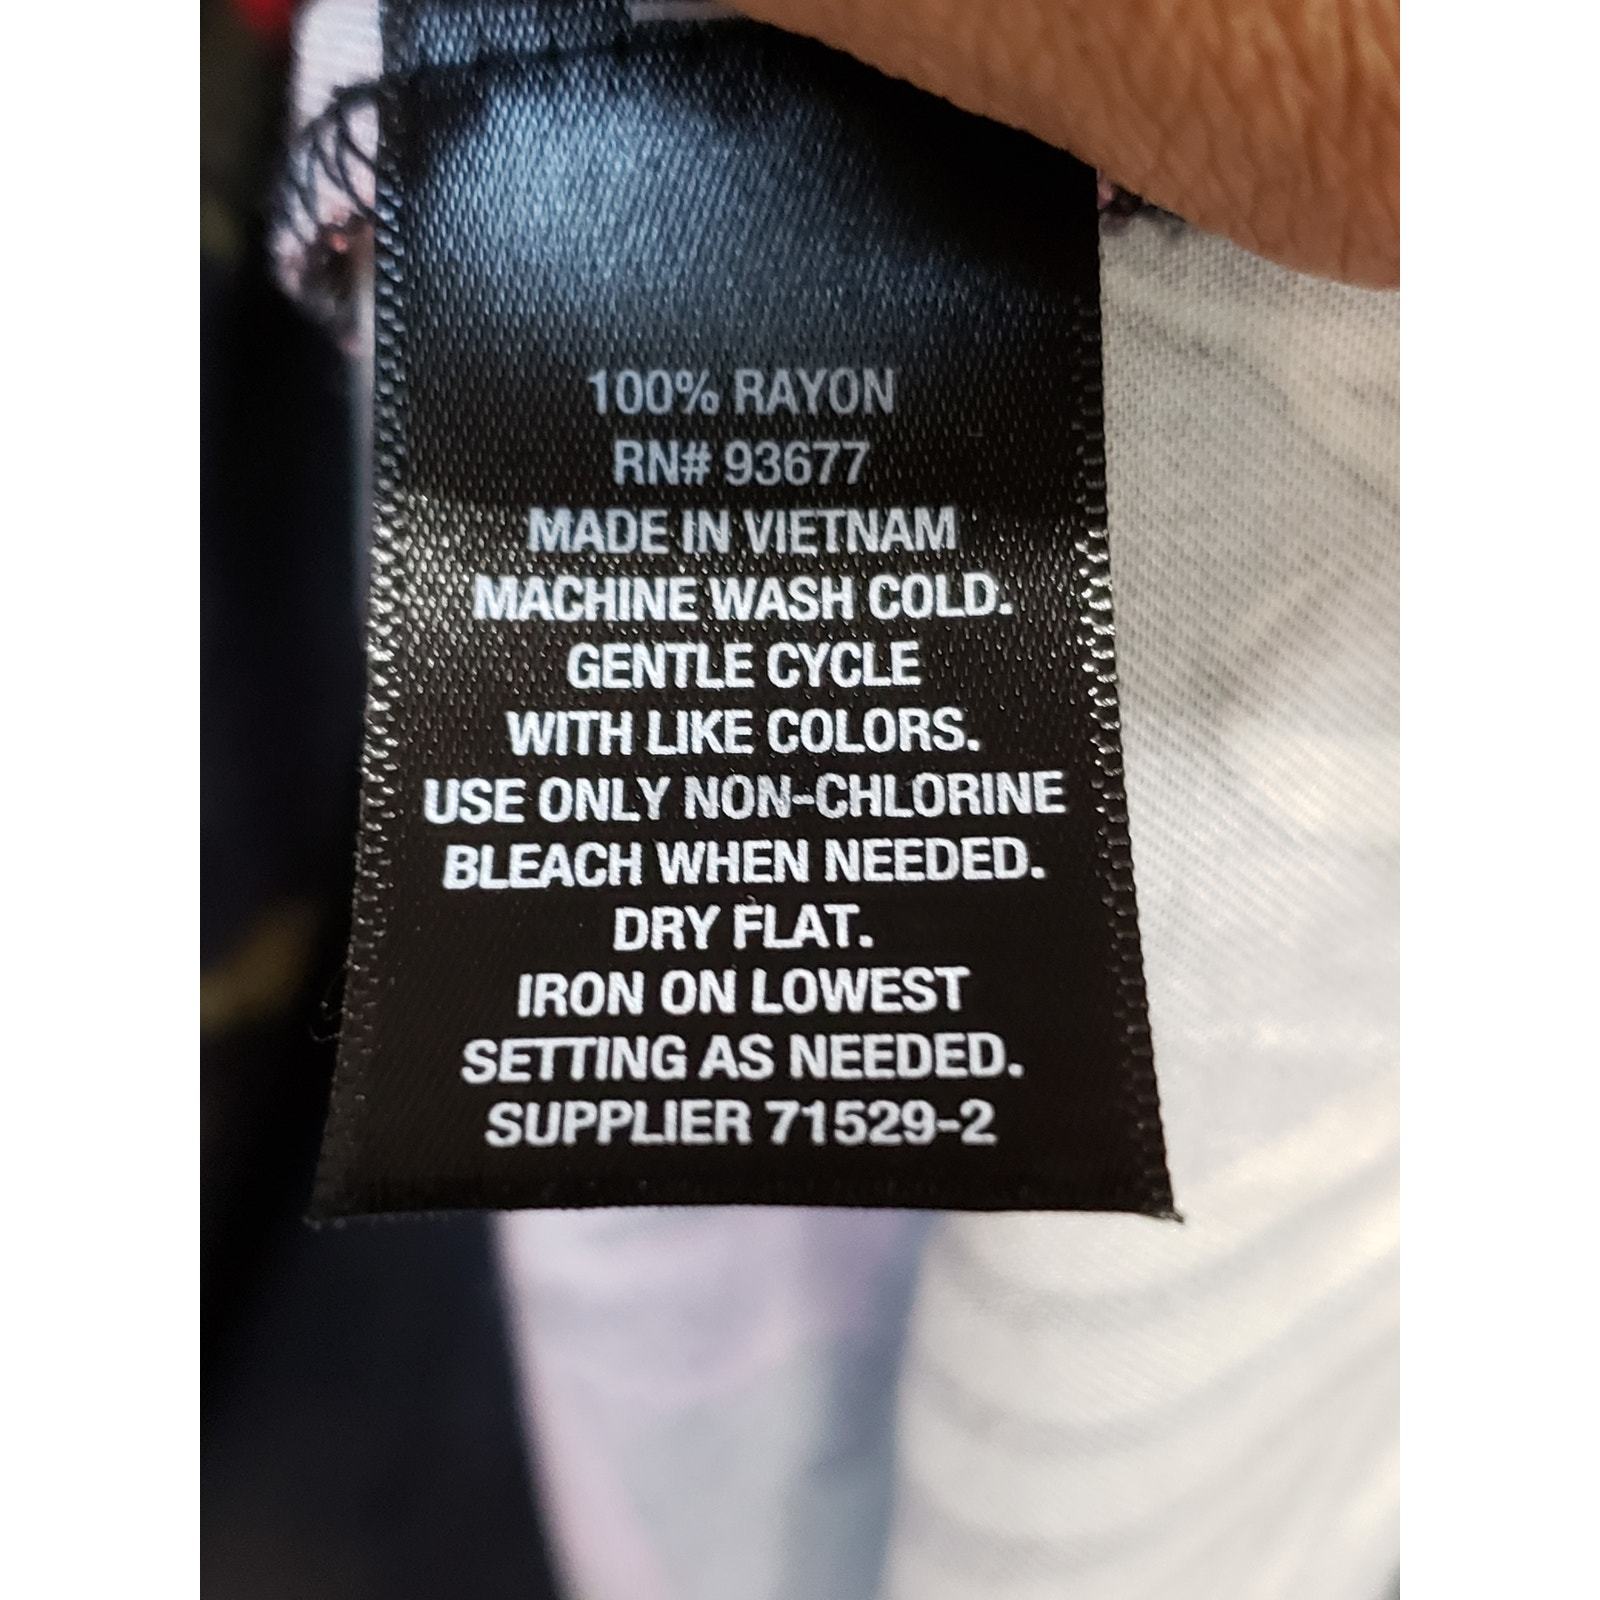 100% RAYON
RN# 93677
MADE IN VIETNAM
MACHINE WASH COLD.
GENTLE CYCLE
WITH LIKE COLORS.
USE ONLY NON-CHLORINE
BLEACH WHEN NEEDED.
DRY FLAT.
IRON ON LOWEST
SETTING AS NEEDED.
SUPPLIER 71529-2